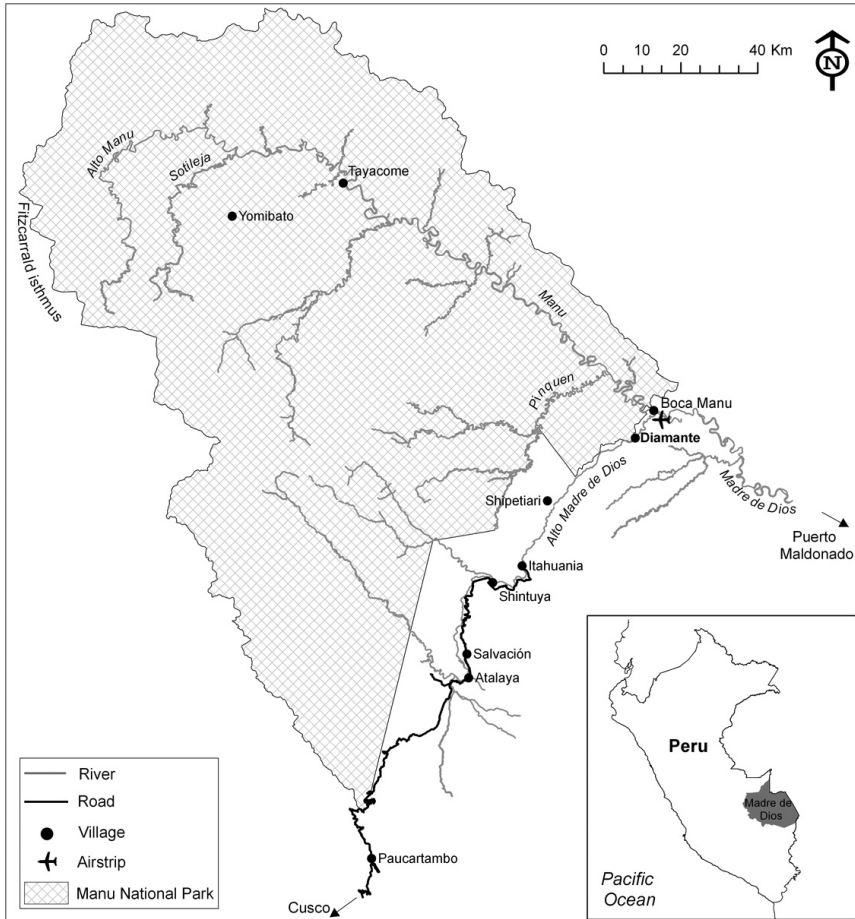 0 10 20 40 Km
N
Alto Manu
Sotileja
Tayacome
Yomibato
Fitzcarrald isthmus
Manu
Pinquen
Boca Manu
Diamante
Madre de Dios
Shipetiari
Alto Madre de Dios
Puerto
Maldonado
Itahuania
Shintuya
Salvación
Atalaya
Paucartambo
Cusco
River
Road
Village
Airstrip
Manu National Park
Peru
Madre de
Dios
Pacific
Ocean